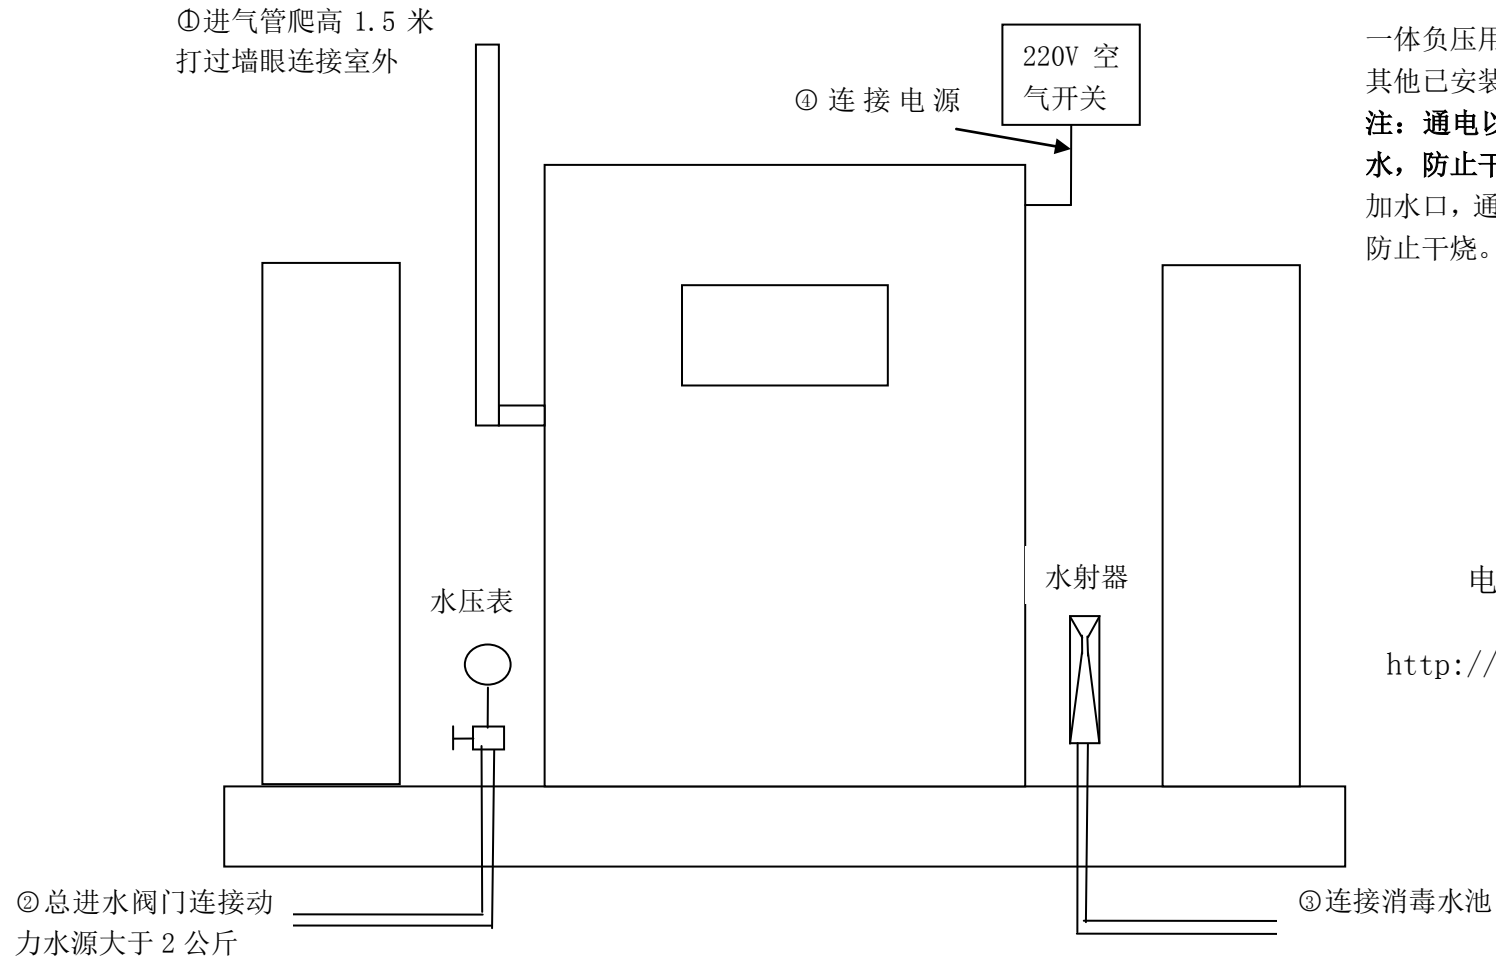 ①进气管爬高 1.5 米
打过墙眼连接室外
220V 空
气开关
④ 连 接 电 源
一体负压用
其他已安装
注：通电以
水，防止干
加水口，通
防止干烧。
水射器
水压表
电
http://
②总进水阀门连接动
力水源大于 2 公斤
③连接消毒水池